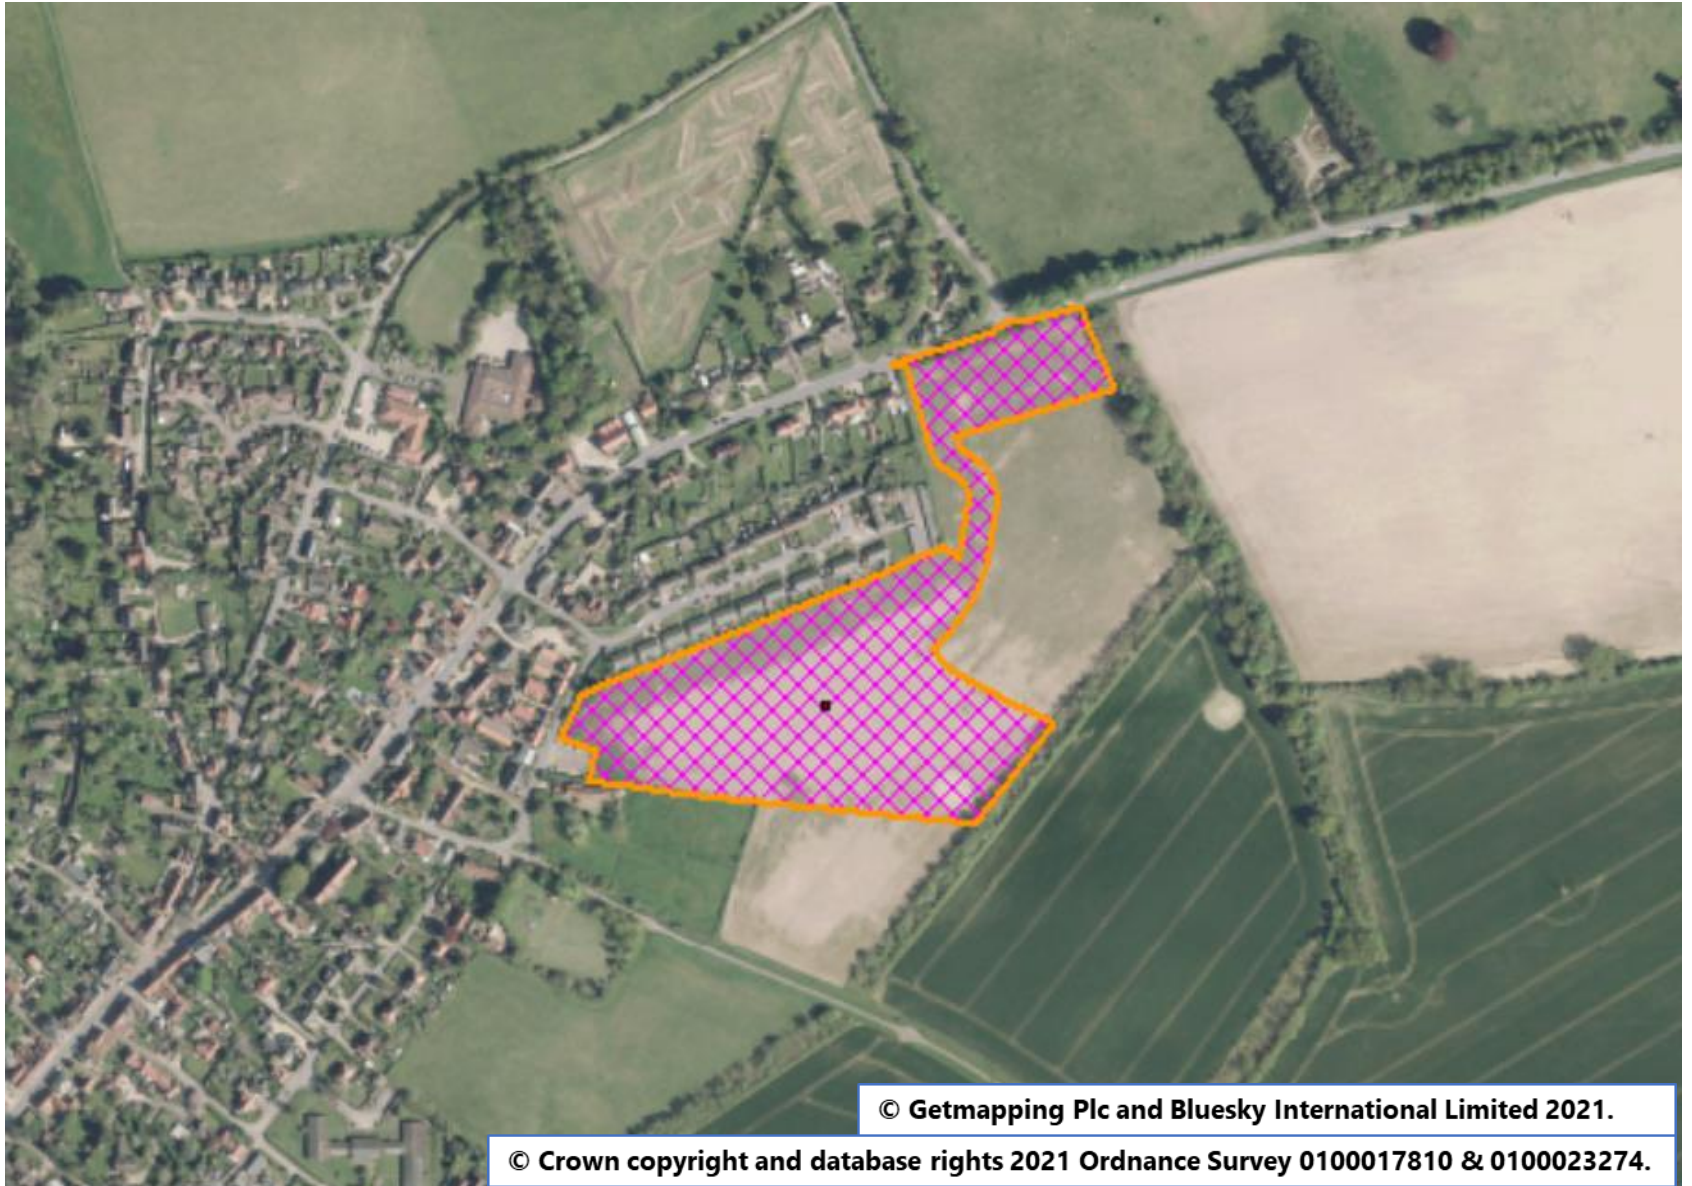 © Getmapping Plc and Bluesky International Limited 2021.
© Crown copyright and database rights 2021 Ordnance Survey 0100017810 & 0100023274.